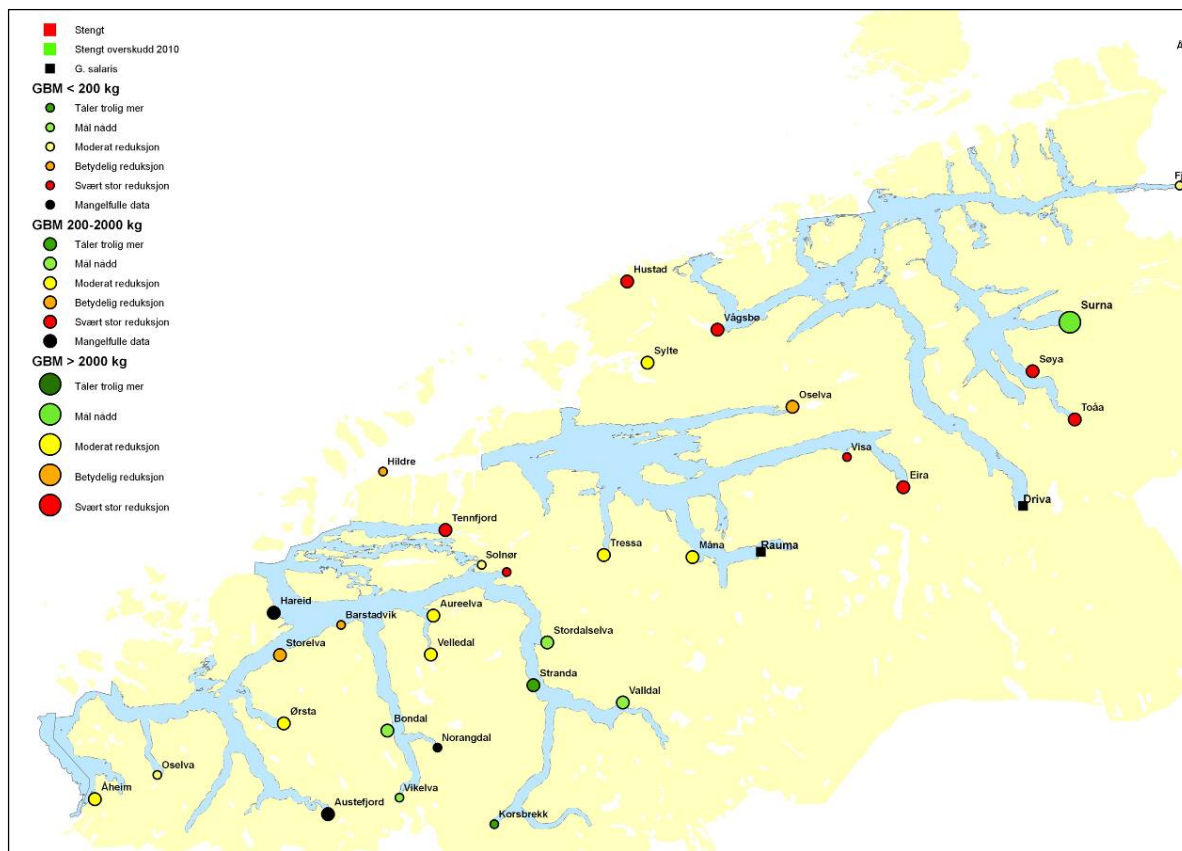 Stengt
Stengt overskudd 2010
G. salaris
GBM < 200 kg
Tåler trolig mer
Mål nådd
Moderat reduksjon
Betydelig reduksjon
Svært stor reduksjon
Mangelfulle data
GBM 200-2000 kg
Tåler trolig mer
Mål nådd
Moderat reduksjon
Betydelig reduksjon
Svært stor reduksjon
Mangelfulle data
GBM > 2000 kg
Tåler trolig mer
Mål nådd
Moderat reduksjon
Betydelig reduksjon
Svært stor reduksjon
Hustad
Vågsbø
Surna
Sylte
Søya
Oselva
Toåa
Visa
Hildre
Eira
Driva
Tennfjord
Solnør
Tressa
Måna
Rauma
Hareid
Barstadvik
Aureelva
Stordalselva
Storelva
Velledal
Stranda
Valldal
Ørsta
Bondal
Norangdal
Oselva
Åheim
Vikelva
Austefjord
Korsbrekk